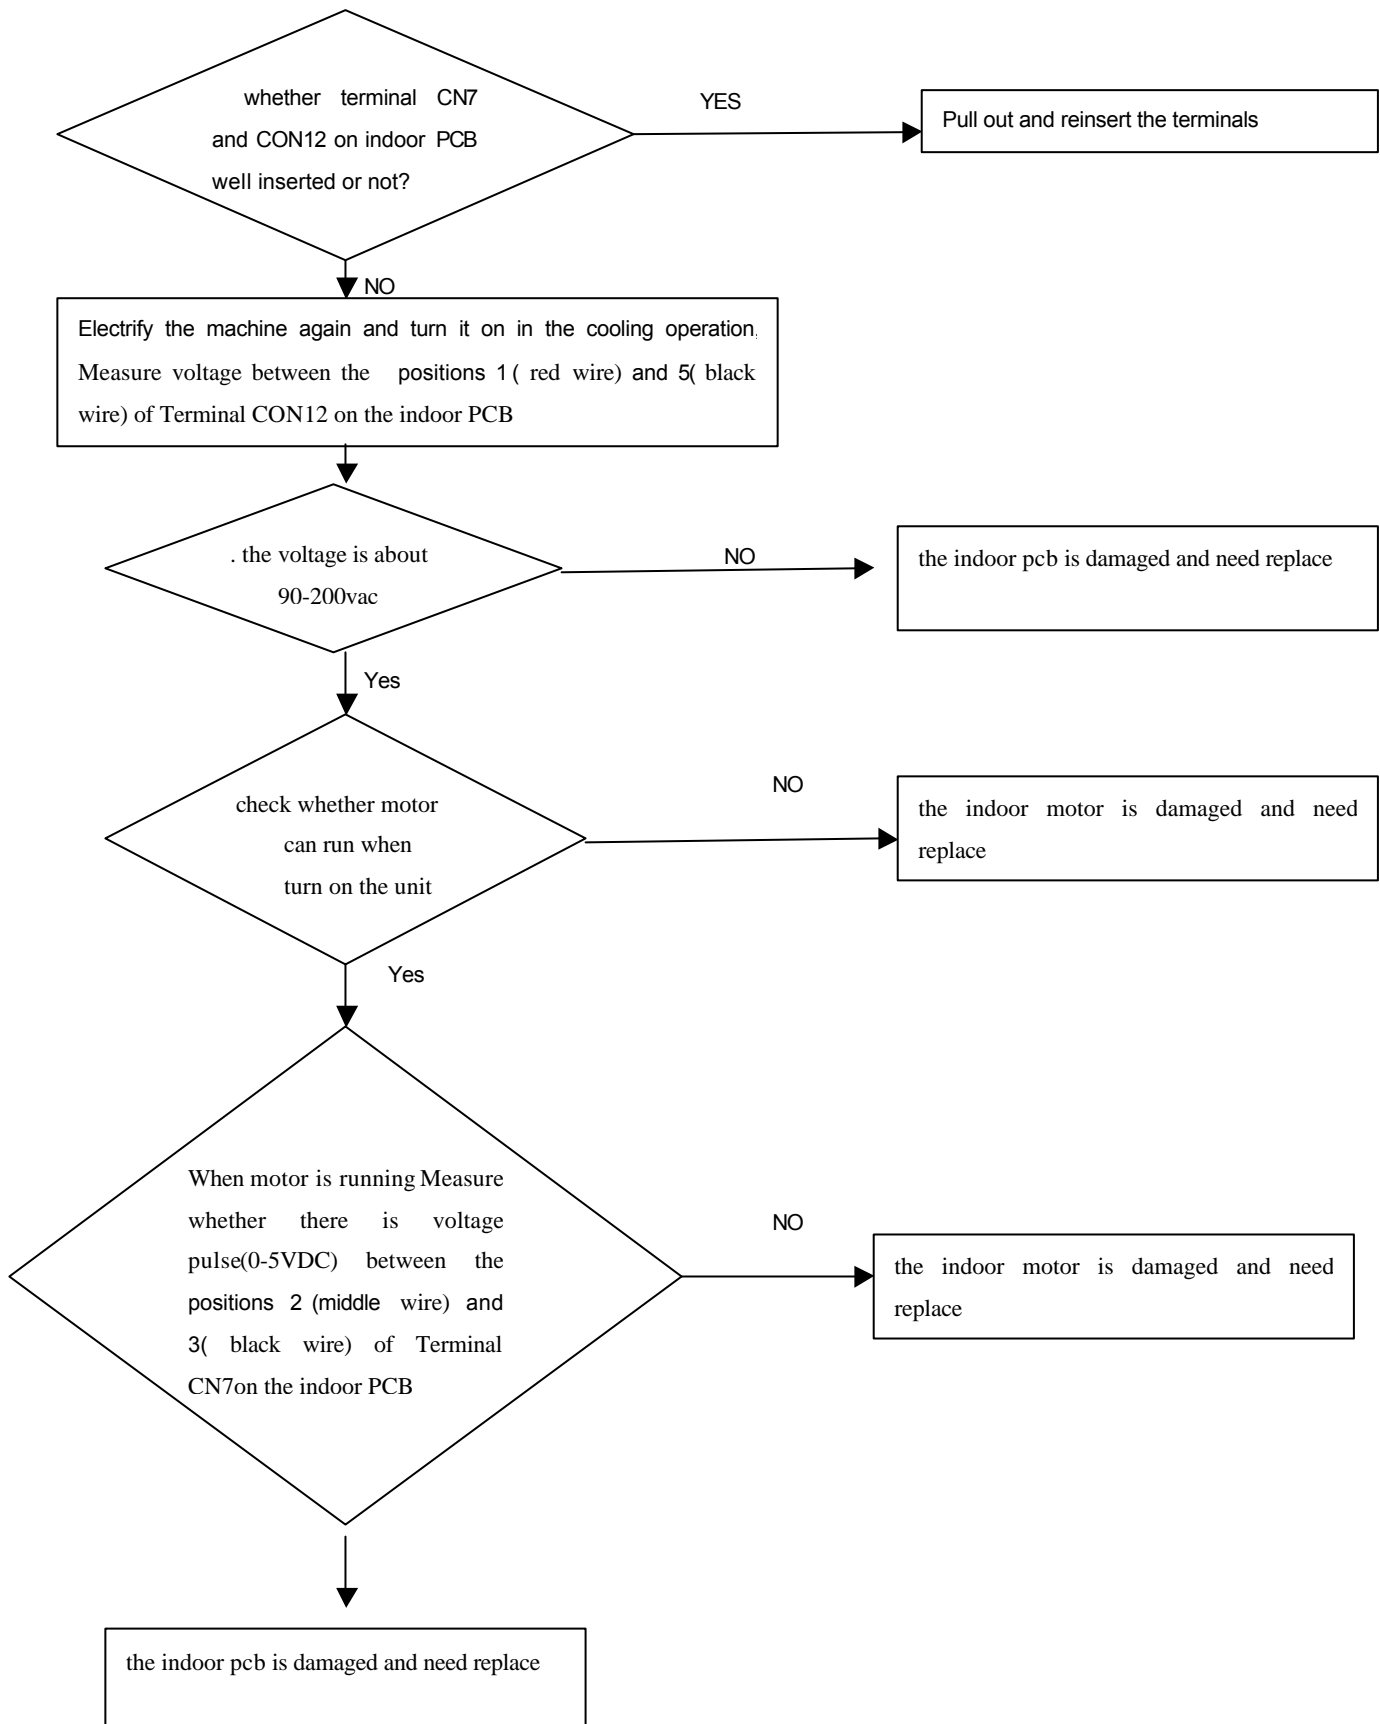 whether terminal CN7
and CON12 on indoor PCB
well inserted or not?
YES
Pull out and reinsert the terminals
NO
Electrify the machine again and turn it on in the cooling operation,
Measure voltage between the positions 1 ( red wire) and 5( black
wire) of Terminal CON12 on the indoor PCB
. the voltage is about
90-200vac
NO
the indoor pcb is damaged and need replace
Yes
check whether motor
can run when
turn on the unit
NO
the indoor motor is damaged and need
replace
Yes
When motor is running Measure
whether there is voltage
pulse(0-5VDC) between the
positions 2 (middle wire) and
3( black wire) of Terminal
CN7on the indoor PCB
NO
the indoor motor is damaged and need
replace
the indoor pcb is damaged and need replace